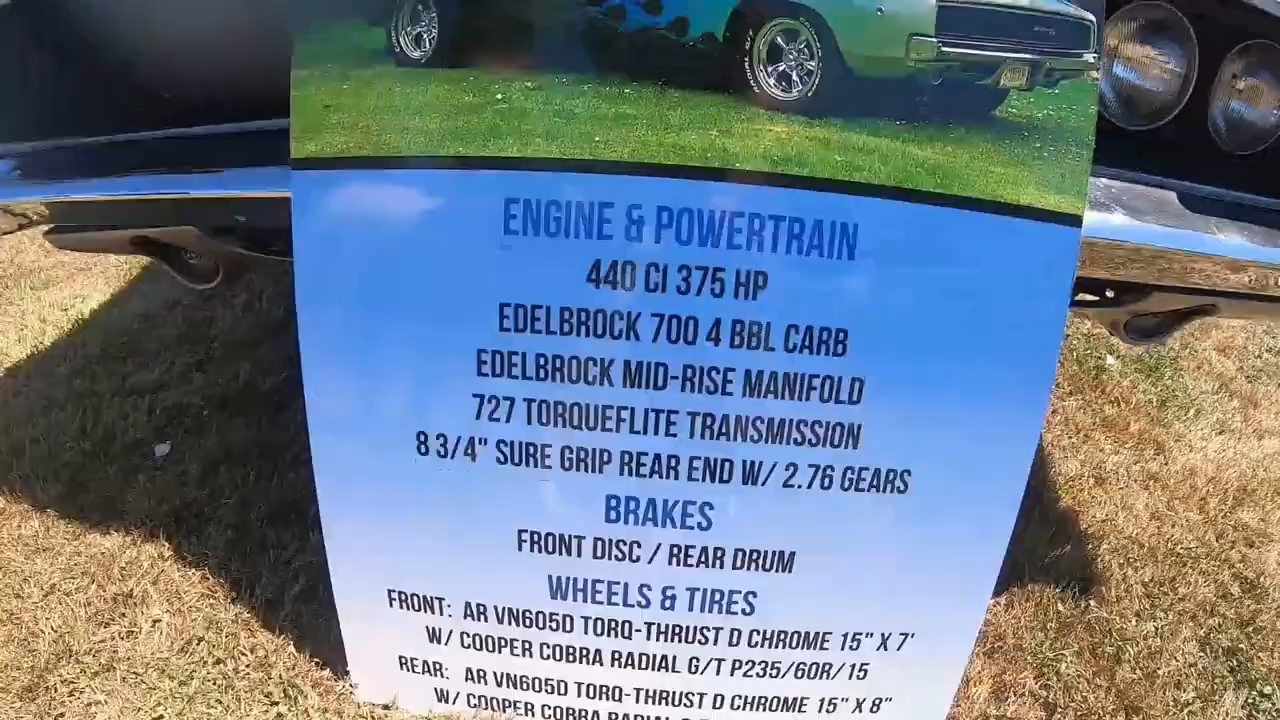 ENGINE & POWERTRAIN
440 CI 375 HP
EDELBROCK 700 4 BBL CARB
EDELBROCK MID-RISE MANIFOLD
727 TORQUEFLITE TRANSMISSION
8 3/4" SURE GRIP REAR END W/ 2.76 GEARS
BRAKES
FRONT DISC / REAR DRUM
WHEELS & TIRES
FRONT: AR VN605D TORQ-THRUST D CHROME 15" X 7'
W/ COOPER COBRA RADIAL G/T P235/60R/15
REAR: AR VN605D TORQ-THRUST D CHROME 15" X 8"
W/ COOPER COBRA RADIAL